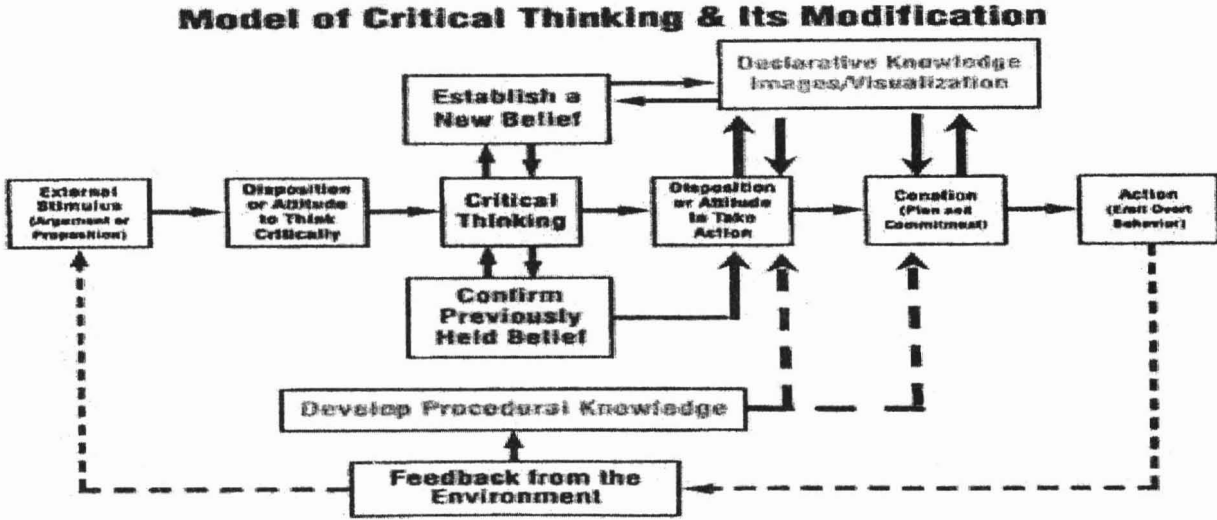 Model of Critical Thinking & Its Modification
Declarative Knowledge
Images/Visualization
Establish a
New Belief
External
Stimulus
(Argument or
Proposition)
Disposition
or Attitude
to Think
Critically
Critical
Thinking
Disposition
or Attitude
to Take
Action
Conation
(Plan and
Commitment)
Action
(Emit Overt
Behavior)
Confirm
Previously
Held Belief
Develop Procedural Knowledge
Feedback from the
Environment